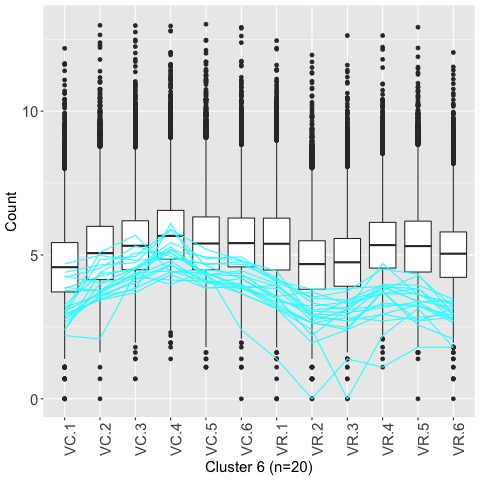 10
5
0
Count
VC.1
VC.2
VC.3
VC.4
VC.5
VC.6
VR.1
VR.2
VR.3
VR.4
VR.5
VR.6
Cluster 6 (n=20)